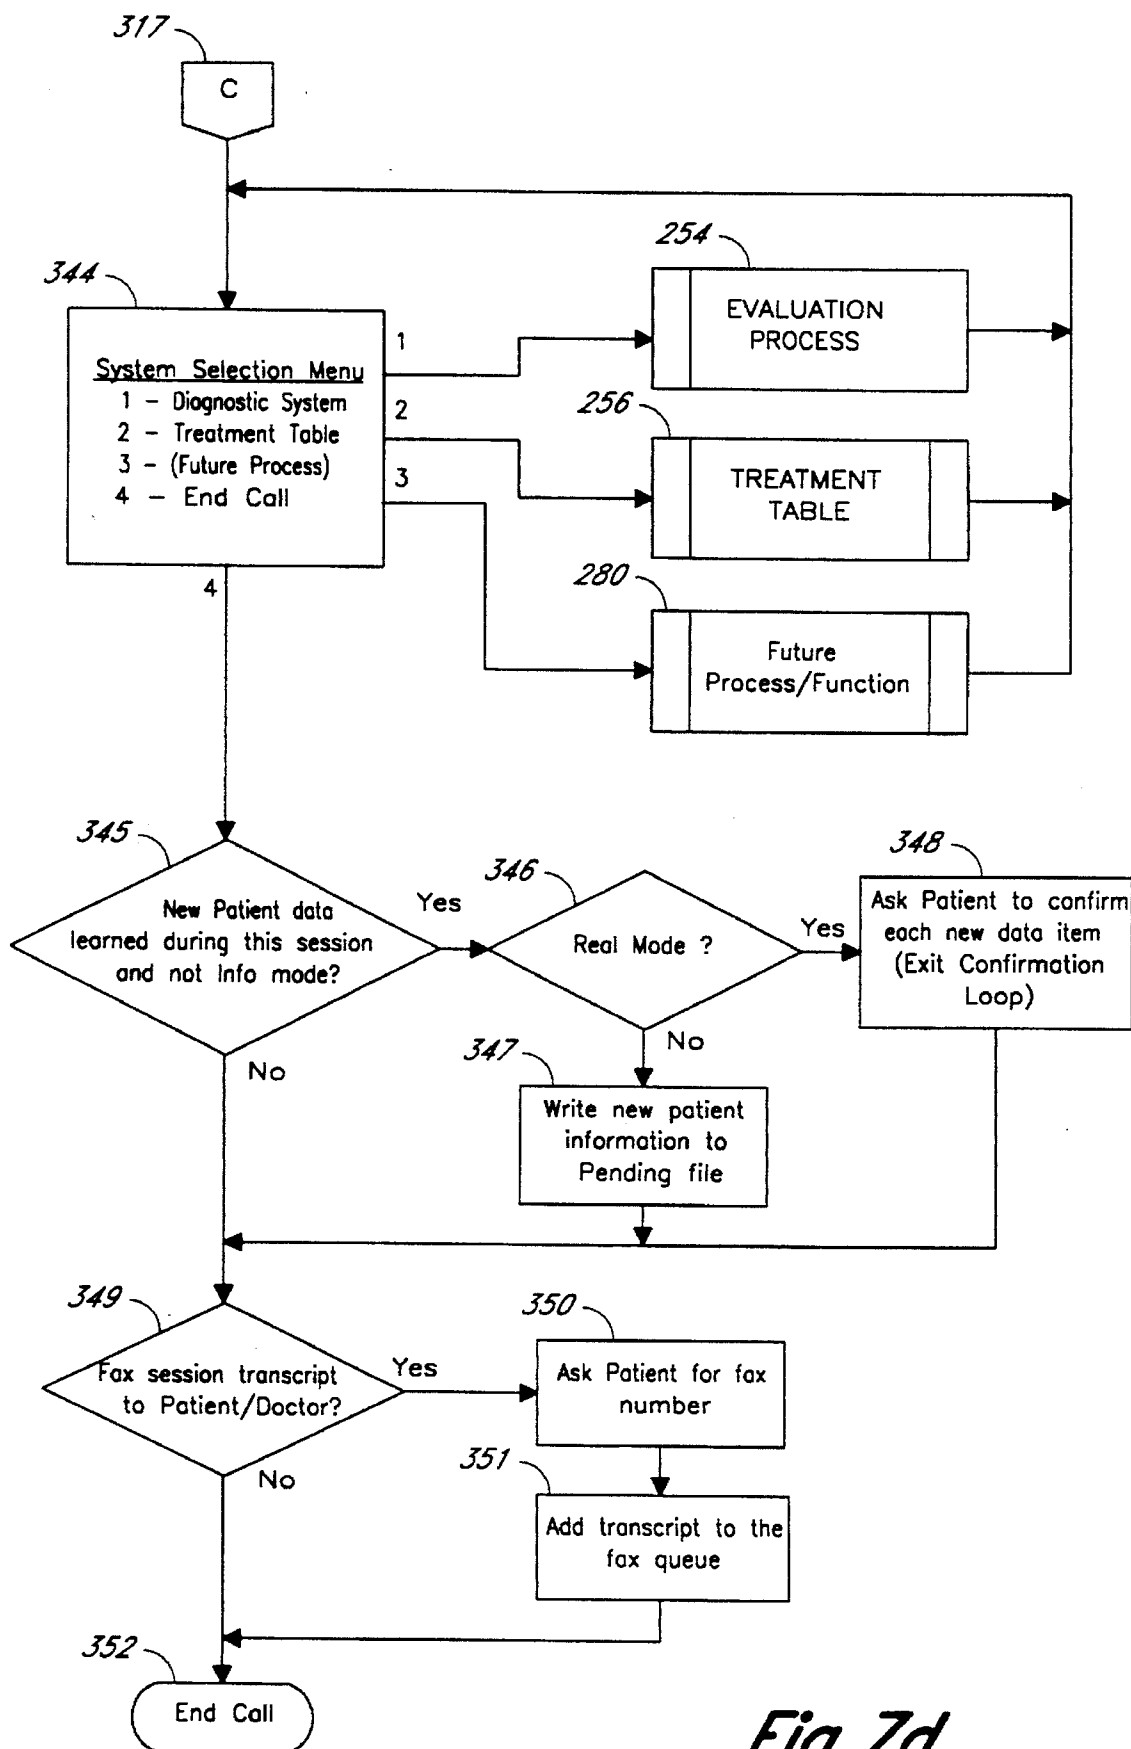 317
C
254
344
EVALUATION
PROCESS
1
System Selection Menu
1 - Diagnostic System
2 - Treatment Table
3 - (Future Process)
4 - End Call
2
256
3
TREATMENT
TABLE
280
4
Future
Process/Function
345
New Patient data
learned during this session
and not Info mode?
Yes
346
Real Mode ?
Yes
348
Ask Patient to confirm
each new data item
(Exit Confirmation
Loop)
No
No
347
Write new patient
information to
Pending file
349
Fax session transcript
to Patient/Doctor?
Yes
350
Ask Patient for fax
number
No
351
Add transcript to the
fax queue
352
End Call
Fig. 7d